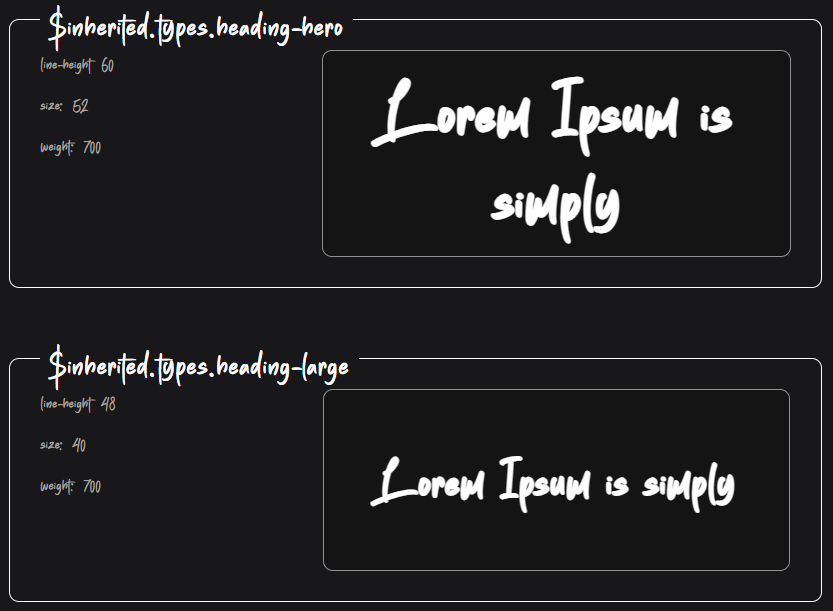 $inherited.types.heading-hero
line-height: 60
size: 52
weight: 700
Lorem Ipsum is
simply
$inherited.types.heading-large
line-height: 48
size: 40
weight: 700
Lorem Ipsum is simply